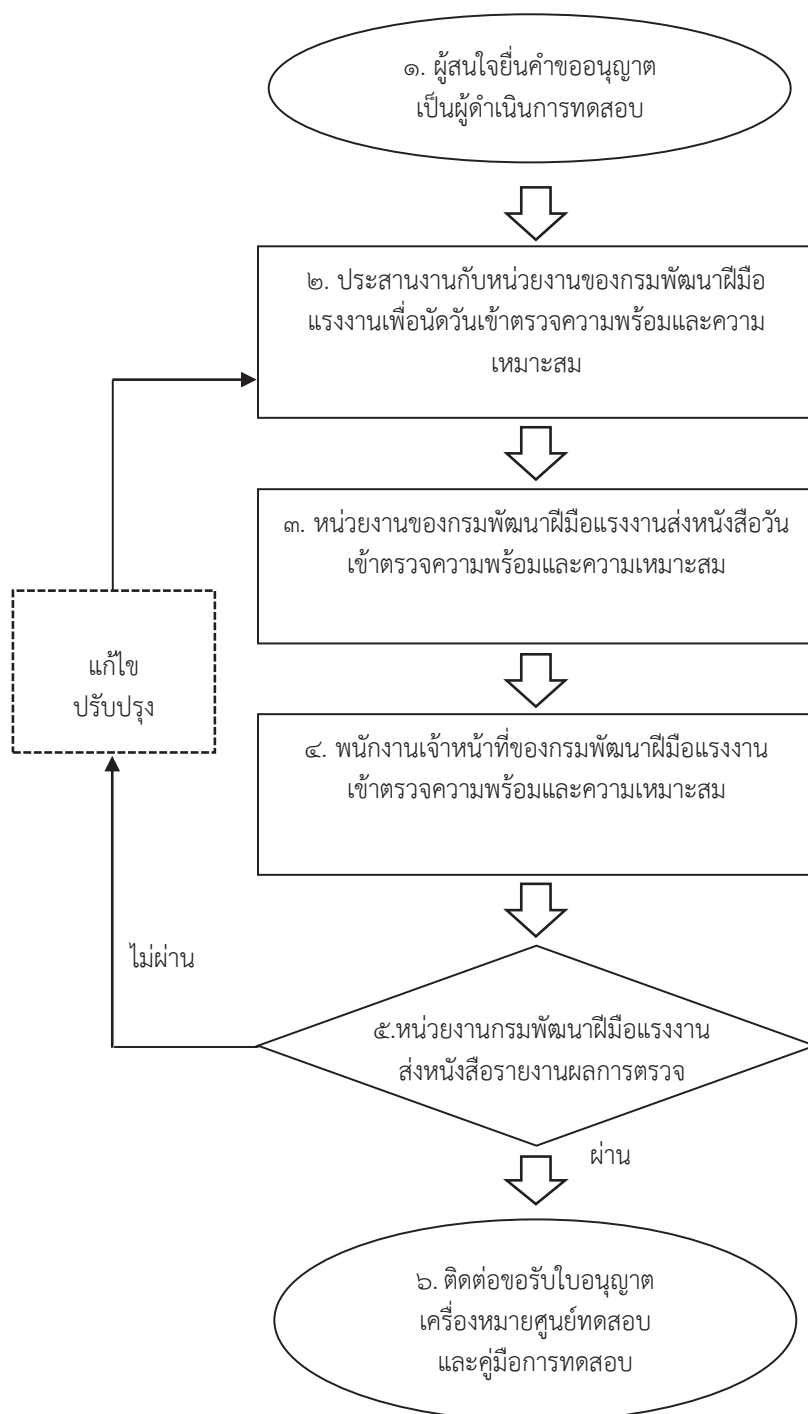 ๑. ผู้สนใจยื่นคำขออนุญาต
เป็นผู้ดำเนินการทดสอบ
๒. ประสานงานกับหน่วยงานของกรมพัฒนาฝีมือ
แรงงานเพื่อนัดวันเข้าตรวจความพร้อมและความ
เหมาะสม
๓. หน่วยงานของกรมพัฒนาฝีมือแรงงานส่งหนังสือวัน
เข้าตรวจความพร้อมและความเหมาะสม
แก้ไข
ปรับปรุง
๔. พนักงานเจ้าหน้าที่ของกรมพัฒนาฝีมือแรงงาน
เข้าตรวจความพร้อมและความเหมาะสม
ไม่ผ่าน
๕.หน่วยงานกรมพัฒนาฝีมือแรงงาน
ส่งหนังสือรายงานผลการตรวจ
ผ่าน
๖. ติดต่อขอรับใบอนุญาต
เครื่องหมายศูนย์ทดสอบ
และคู่มือการทดสอบ